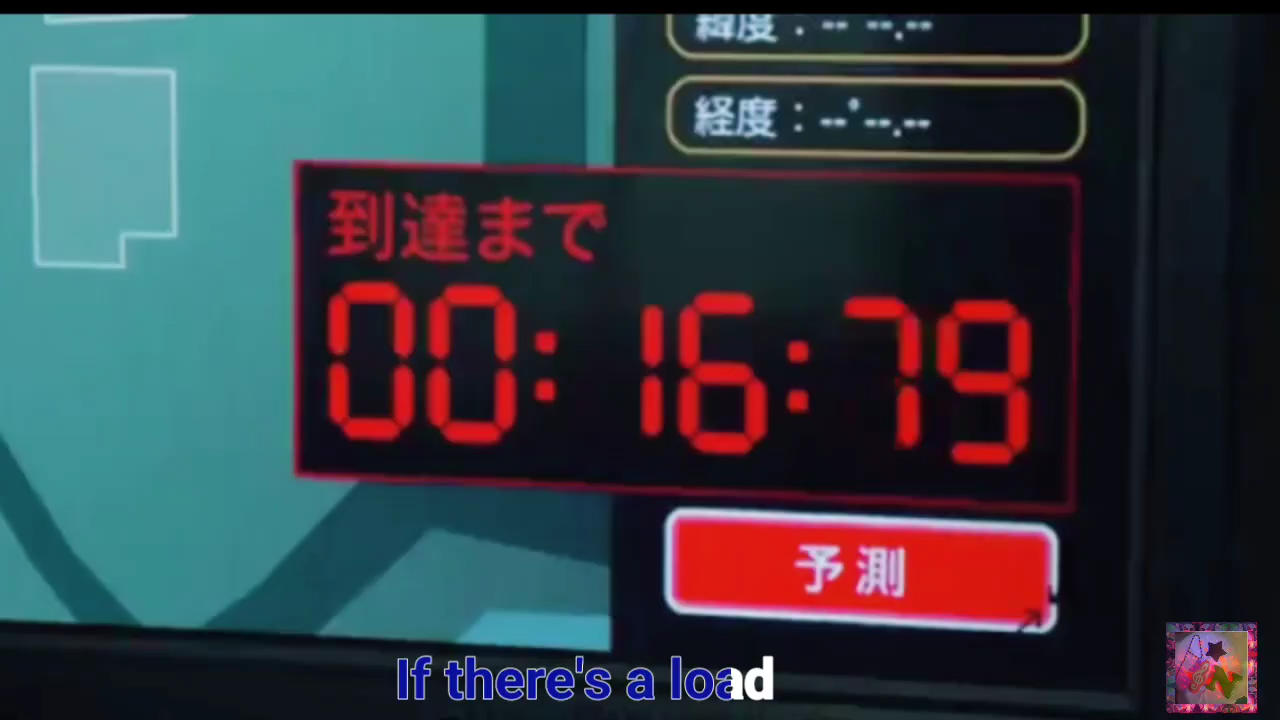 緯度：-- --.--
経度：--°--.--
到達まで
00:16:79
予測
If there's a load